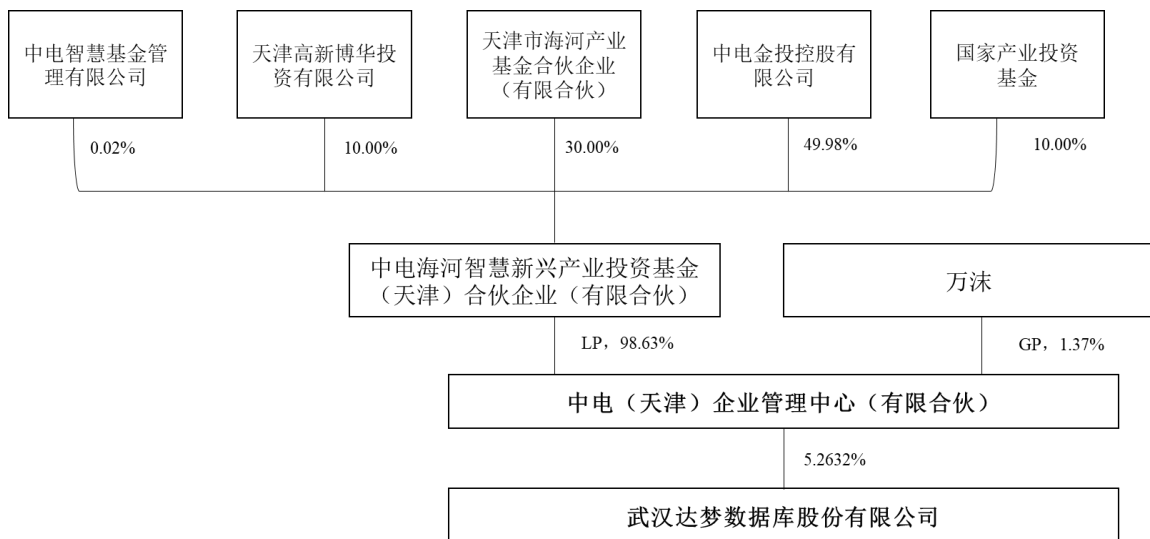 中电智慧基金管
理有限公司
天津高新博华投
资有限公司
天津市海河产业
基金合伙企业
（有限合伙）
中电金投控股有
限公司
国家产业投资
基金
0.02%
10.00%
30.00%
49.98%
10.00%
中电海河智慧新兴产业投资基金
（天津）合伙企业（有限合伙）
万沫
LP，98.63%
GP，1.37%
中电（天津）企业管理中心（有限合伙）
5.2632%
武汉达梦数据库股份有限公司